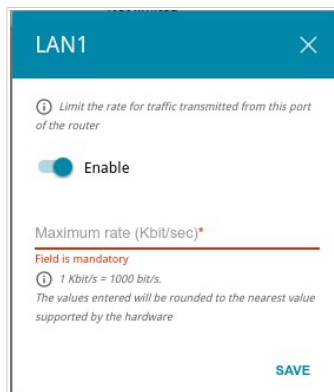 LAN1
Limit the rate for traffic transmitted from this port
of the router
Enable
Maximum rate (Kbit/sec)*
Field is mandatory
1 Kbit/s = 1000 bit/s.
The values entered will be rounded to the nearest value
supported by the hardware
SAVE